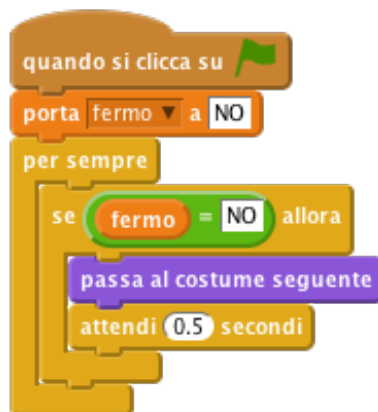 quando si clicca su
porta fermo a NO
per sempre
se fermo = NO allora
passa al costume seguente
attendi 0.5 secondi